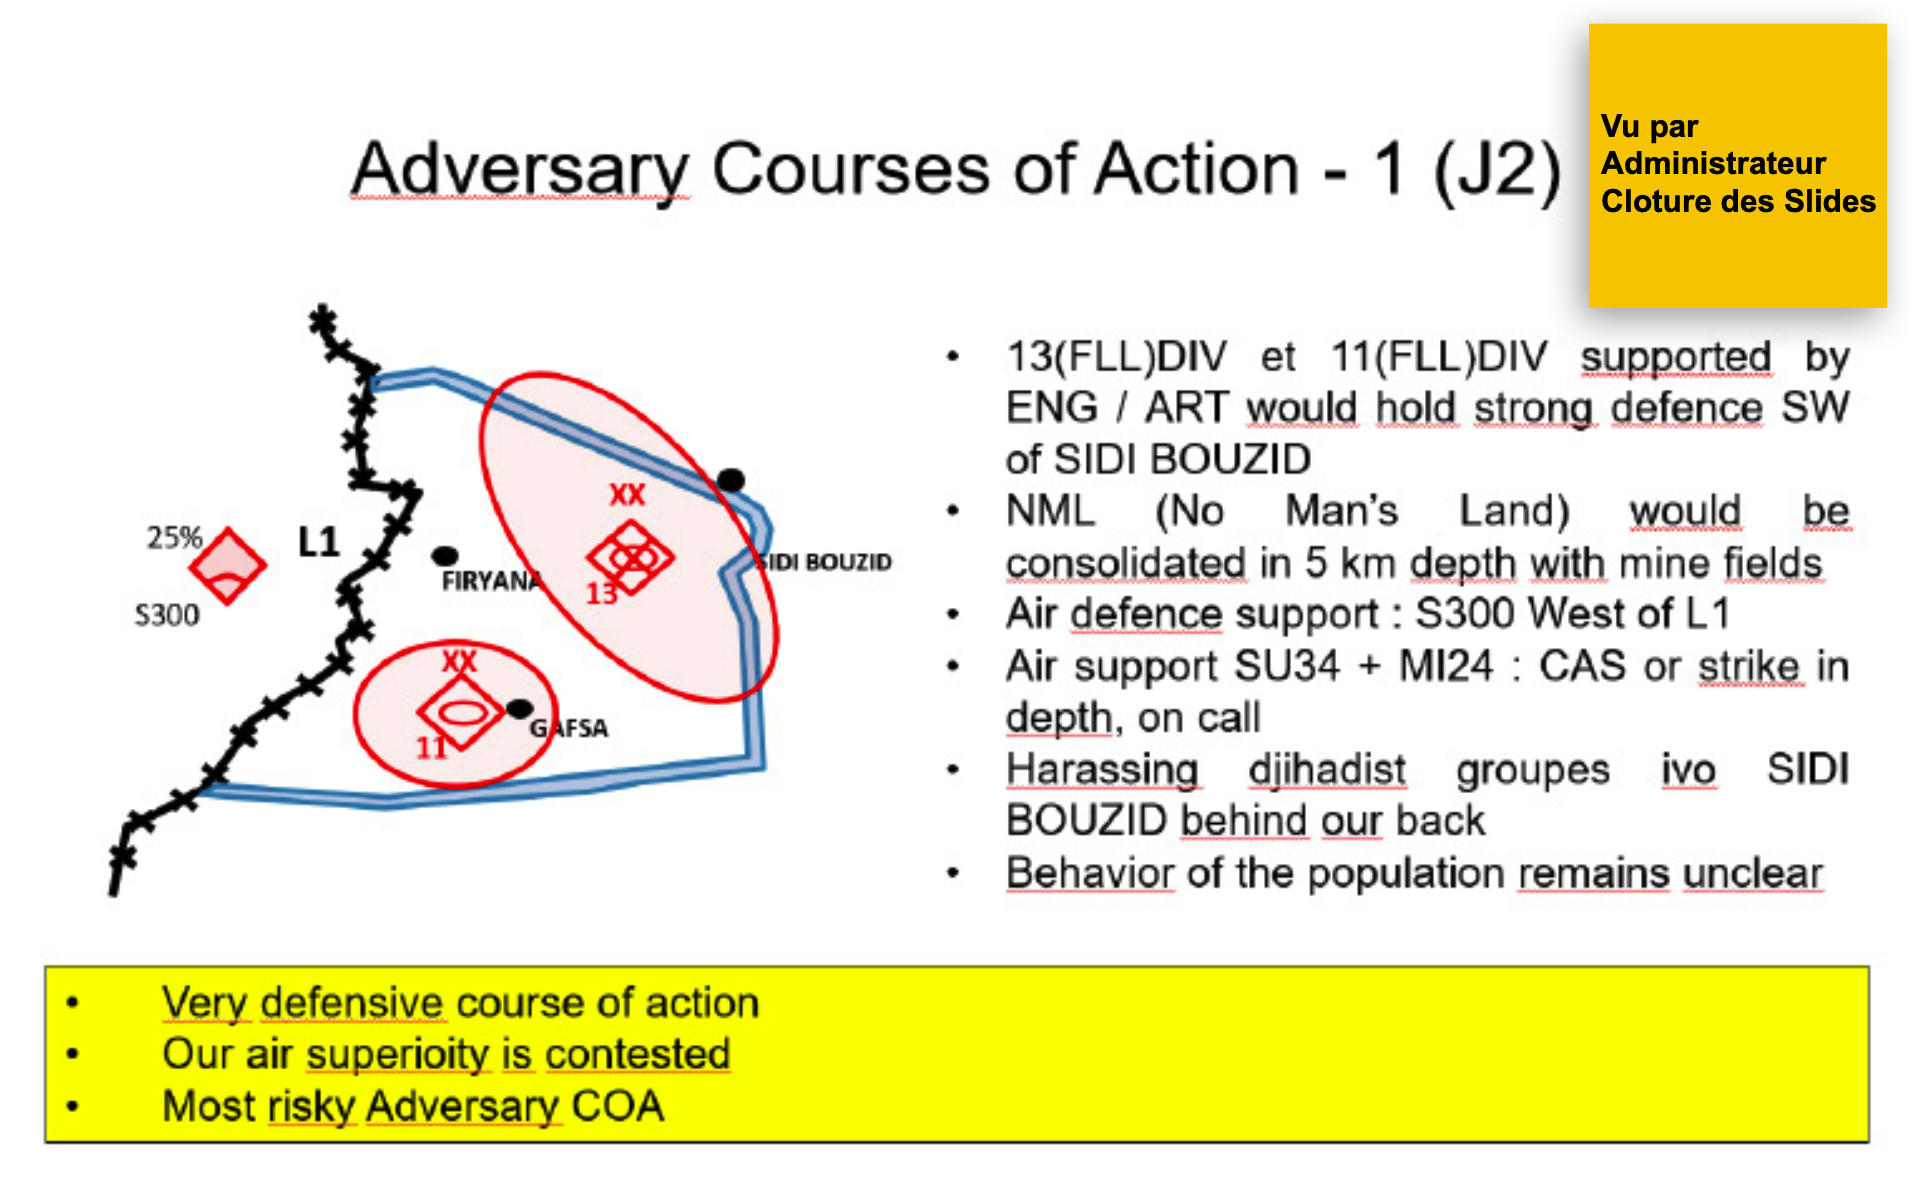 Vu par
Administrateur
Cloture des Slides
Adversary Courses of Action - 1 (J2)
25%
S300
L1
FIRYANA
XX
13
SIDI BOUZID
XX
11
GAFSA
• 13(FLL)DIV et 11(FLL)DIV supported by
ENG / ART would hold strong defence SW
of SIDI BOUZID
• NML (No Man's Land) would be
consolidated in 5 km depth with mine fields
• Air defence support : S300 West of L1
• Air support SU34 + MI24 : CAS or strike in
depth, on call
• Harassing djihadist groupes ivo SIDI
BOUZID behind our back
• Behavior of the population remains unclear
• Very defensive course of action
• Our air superioity is contested
• Most risky Adversary COA